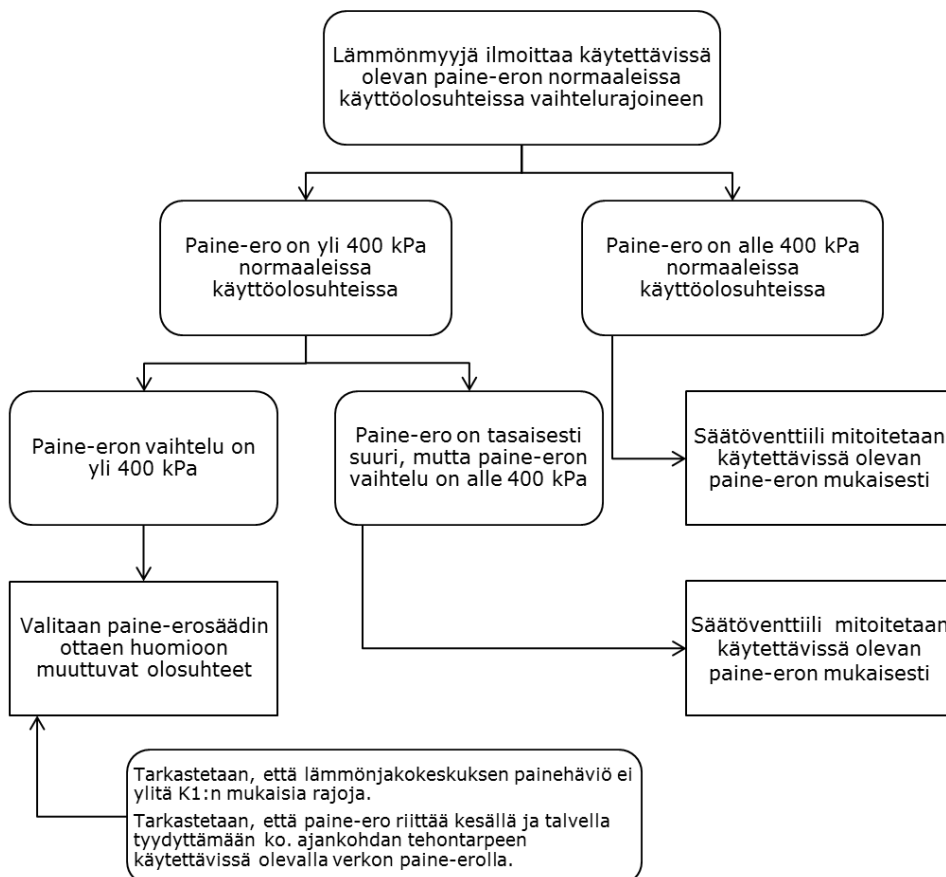 Lämmönmyyjä ilmoittaa käytettävissä
olevan paine-eron normaaleissa
käyttöolosuhteissa vaihtelurajoineen
Paine-ero on yli 400 kPa
normaaleissa
käyttöolosuhteissa
Paine-ero on alle 400 kPa
normaaleissa
käyttöolosuhteissa
Paine-eron vaihtelu on
yli 400 kPa
Paine-ero on tasaisesti
suuri, mutta paine-eron
vaihtelu on alle 400 kPa
Säätöventtiili mitoitetaan
käytettävissä olevan
paine-eron mukaisesti
Valitaan paine-erosäädin
ottaen huomioon
muuttuvat olosuhteet
Säätöventtiili mitoitetaan
käytettävissä olevan
paine-eron mukaisesti
Tarkastetaan, että lämmönjakokeskuksen painehäviö ei
ylitä K1:n mukaisia rajoja.
Tarkastetaan, että paine-ero riittää kesällä ja talvella
tyydyttämään ko. ajankohdan tehontarpeen
käytettävissä olevalla verkon paine-erolla.